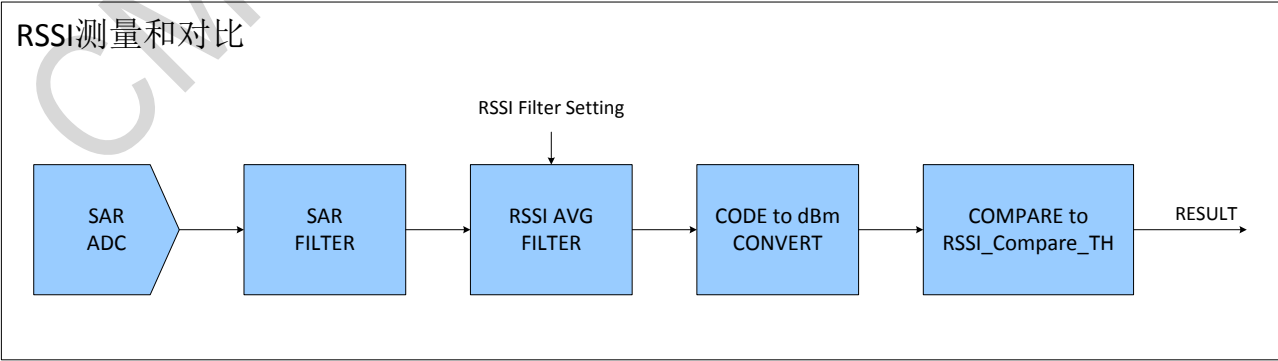 RSSI测量和对比
RSSI Filter Setting
SAR
ADC
SAR
FILTER
RSSI AVG
FILTER
CODE to dBm
CONVERT
COMPARE to
RSSI_Compare_TH
RESULT